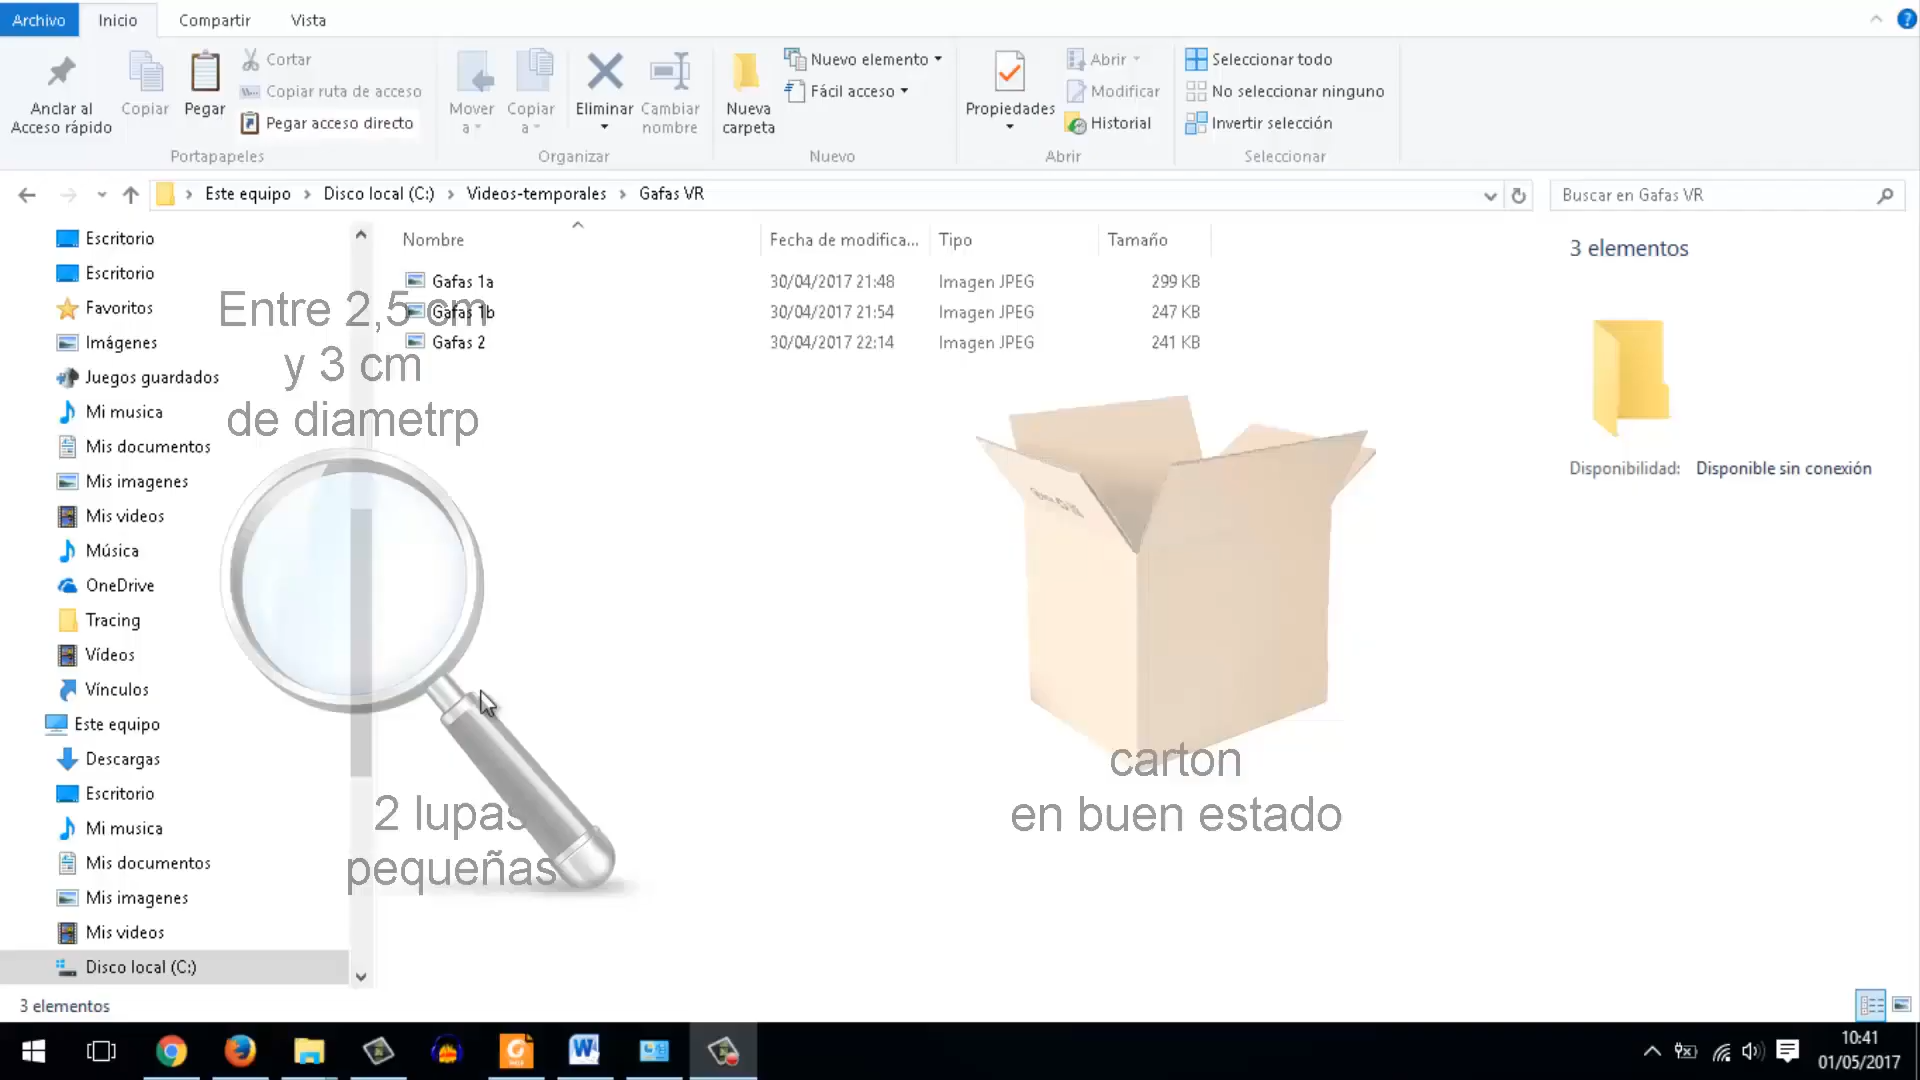 Archivo Inicio Compartir Vista
Anclar al
Acceso rápido
Copiar
Pegar
Cortar
Copiar ruta de acceso
Pegar acceso directo
Portapapeles
Mover
a
Copiar
a
Eliminar
Cambiar
nombre
Organizar
Nueva
carpeta
Nuevo elemento
Fácil acceso
Nuevo
Propiedades
Abrir
Modificar
Historial
Abrir
Seleccionar todo
No seleccionar ninguno
Invertir selección
Seleccionar
Este equipo > Disco local (C:) > Videos-temporales > Gafas VR
Buscar en Gafas VR
Escritorio
Escritorio
Favoritos
Imágenes
Juegos guardados
Mi musica
Mis documentos
Mis imagenes
Mis videos
Música
OneDrive
Tracing
Vídeos
Vínculos
Este equipo
Descargas
Escritorio
Mi musica
Mis documentos
Mis imagenes
Mis videos
Disco local (C:)
Nombre Fecha de modifica... Tipo Tamaño
Gafas 1a 30/04/2017 21:48 Imagen JPEG 299 KB
Gafas 1b 30/04/2017 21:54 Imagen JPEG 247 KB
Gafas 2 30/04/2017 22:14 Imagen JPEG 241 KB
Entre 2,5 cm
y 3 cm
de diametrp
2 lupas
pequeñas
carton
en buen estado
3 elementos
Disponibilidad: Disponible sin conexión
3 elementos
10:41
01/05/2017